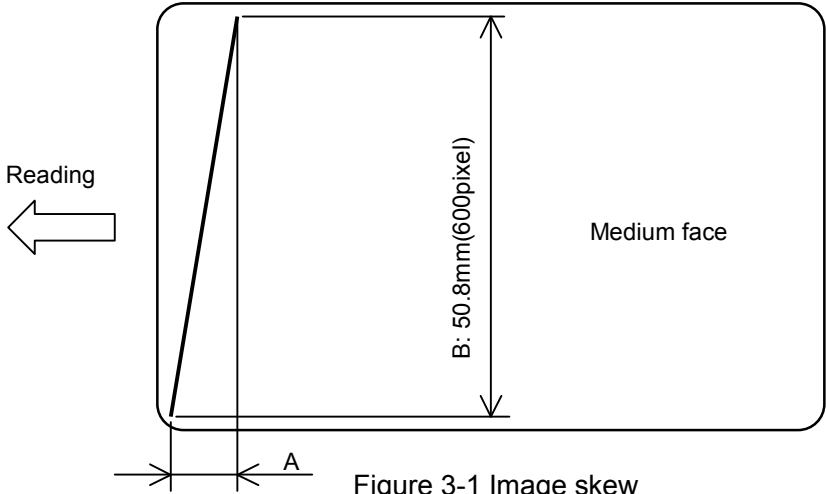 Reading
B: 50.8mm(600pixel)
Medium face
A
Figure 3-1 Image skew